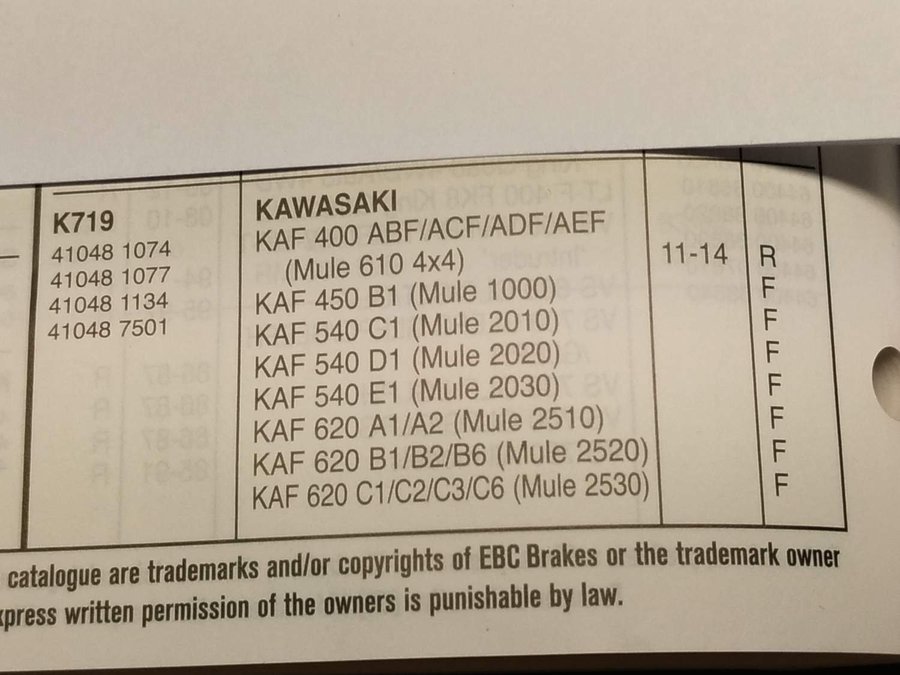 K719
41048 1074
41048 1077
41048 1134
41048 7501
KAWASAKI
KAF 400 ABF/ACF/ADF/AEF
(Mule 610 4x4) 11-14 R
KAF 450 B1 (Mule 1000) F
KAF 540 C1 (Mule 2010) F
KAF 540 D1 (Mule 2020) F
KAF 540 E1 (Mule 2030) F
KAF 620 A1/A2 (Mule 2510) F
KAF 620 B1/B2/B6 (Mule 2520) F
KAF 620 C1/C2/C3/C6 (Mule 2530) F
catalogue are trademarks and/or copyrights of EBC Brakes or the trademark owner
xpress written permission of the owners is punishable by law.